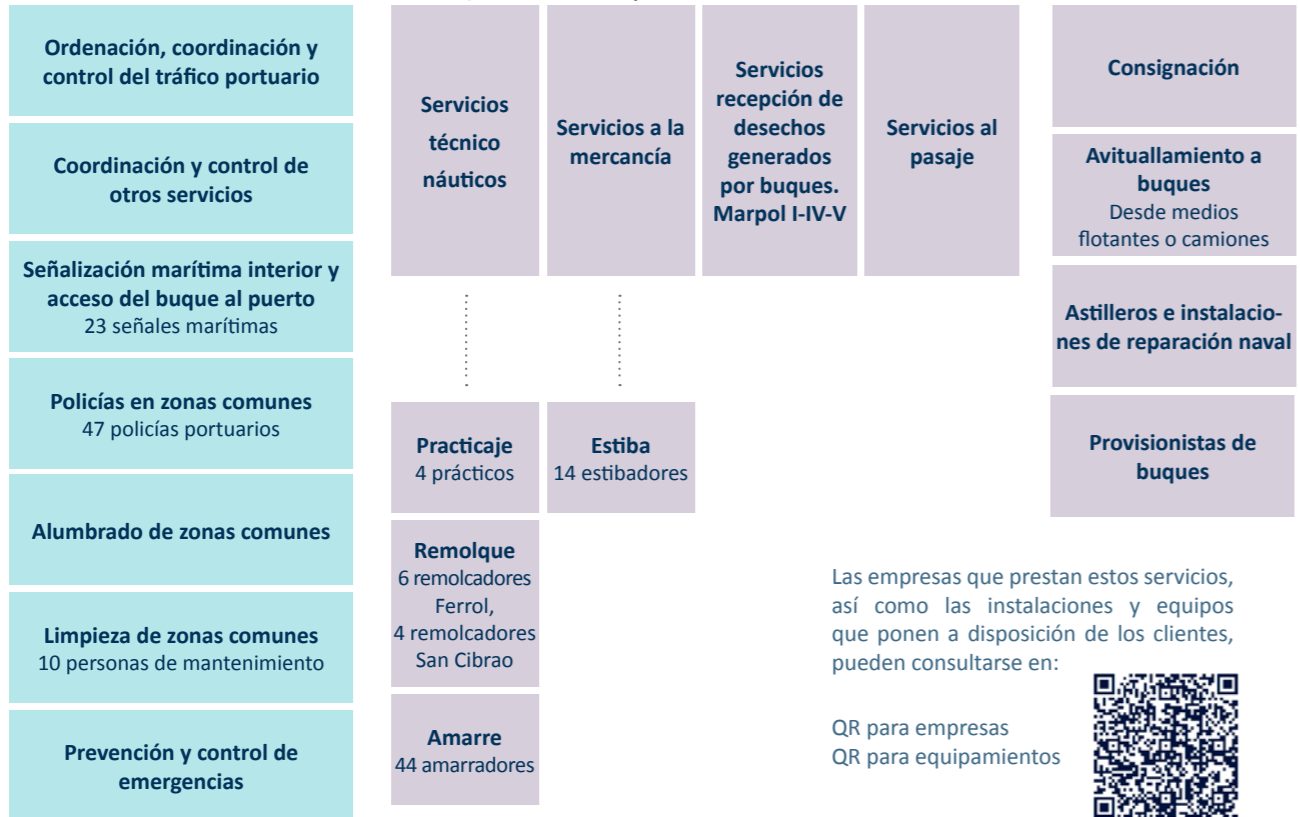 Ordenación, coordinación y
control del tráfico portuario
Coordinación y control de
otros servicios
Señalización marítima interior y
acceso del buque al puerto
23 señales marítimas
Policías en zonas comunes
47 policías portuarios
Alumbrado de zonas comunes
Limpieza de zonas comunes
10 personas de mantenimiento
Prevención y control de
emergencias
Servicios
técnico
náuticos
Servicios a la
mercancía
Servicios
recepción de
desechos
generados
por buques.
Marpol I-IV-V
Servicios al
pasaje
Practicaje
4 prácticos
Estiba
14 estibadores
Remolque
6 remolcadores
Ferrol,
4 remolcadores
San Cibrao
Amarre
44 amarradores
Consignación
Avituallamiento a
buques
Desde medios
flotantes o camiones
Astilleros e instalacio-
nes de reparación naval
Provisionistas de
buques
Las empresas que prestan estos servicios,
así como las instalaciones y equipos
que ponen a disposición de los clientes,
pueden consultarse en:
QR para empresas
QR para equipamientos